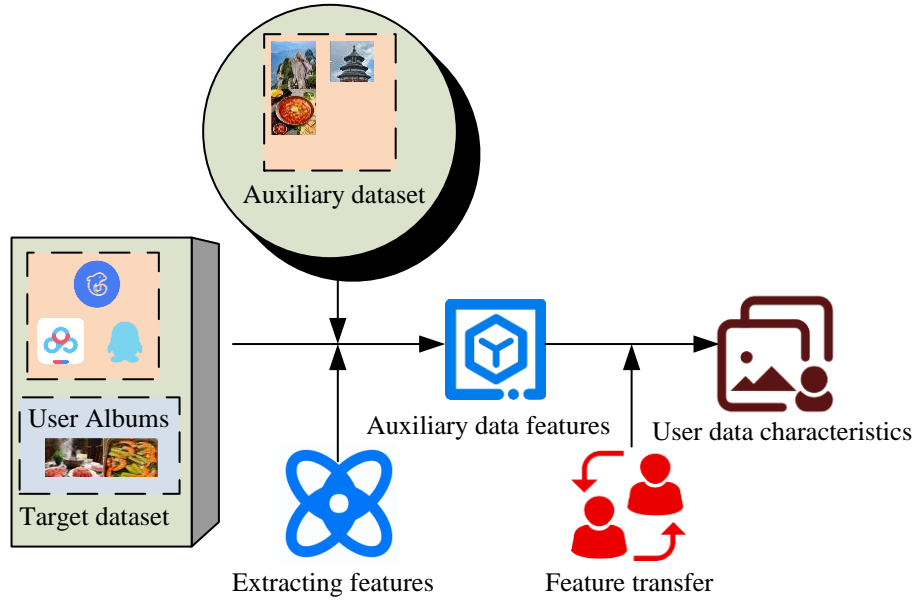 Auxiliary dataset
User Albums
Target dataset
Auxiliary data features
User data characteristics
Extracting features
Feature transfer